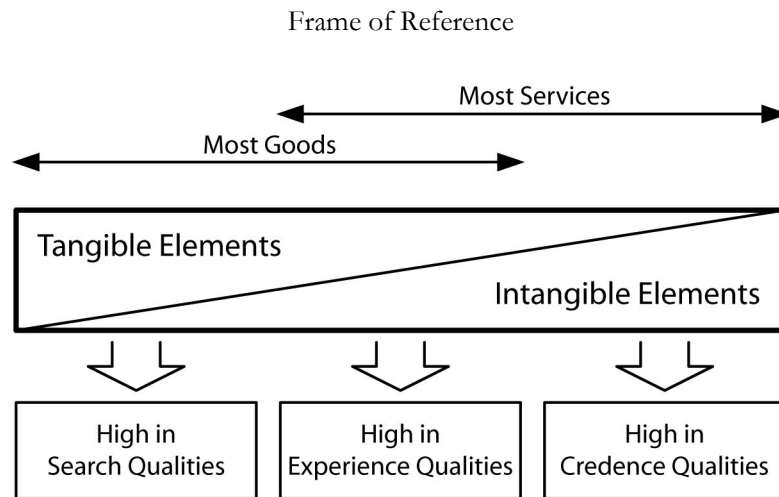 Frame of Reference
Most Services
Most Goods
Tangible Elements
Intangible Elements
High in
Search Qualities
High in
Experience Qualities
High in
Credence Qualities